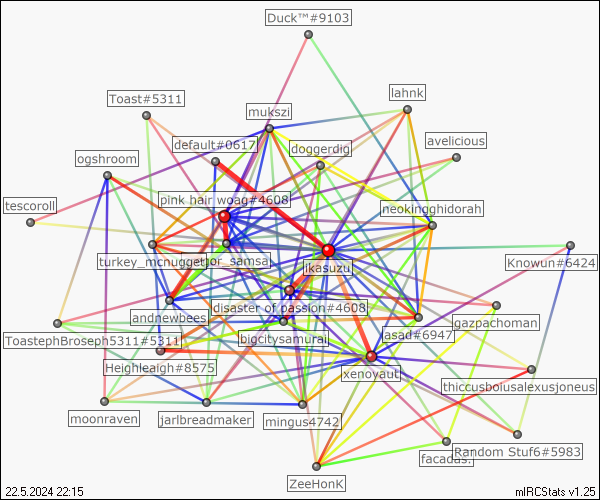 Duck™#9103
Toast#5311
lahnk
mukszi
default#0617
doggerdig
avelicious
ogshroom
pink hair woag#4608
tescoroll
neokingghidorah
turkey_mcnugget
gor_samsa
ikasuzu
Knowun#6424
disaster of passion#4608
andnewbees
gazpachoman
ToastephBroseph5311#5311
bigcitysamurai
asad#6947
Heighleaigh#8575
xenoyaut
thiccusboiusalexusjoneus
moonraven
jarlbreadmaker
mingus4742
facadas.
Random Stuf6#5983
ZeeHonK
22.5.2024 22:15
mIRCStats v1.25